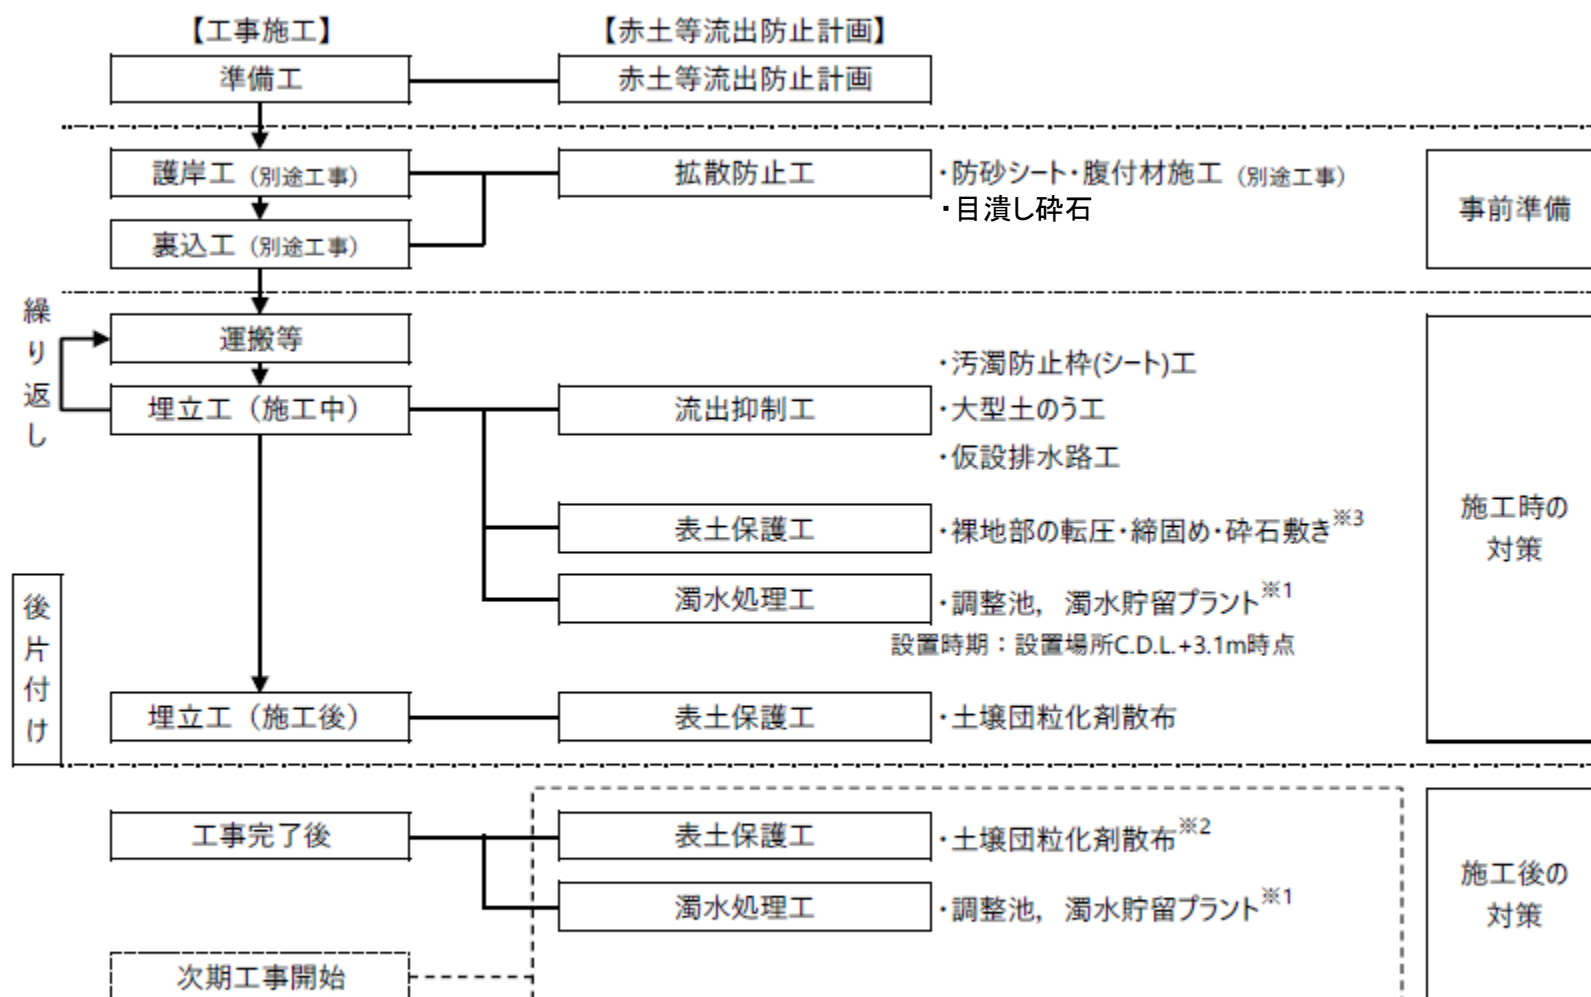 【工事施工】 【赤土等流出防止計画】
準備工 赤土等流出防止計画
護岸工（別途工事） 拡散防止工 ・防砂シート・腹付材施工（別途工事）
・目潰し砕石
事前準備
裏込工（別途工事）
繰り返し
運搬等
・汚濁防止枠(シート)工
埋立工（施工中） 流出抑制工 ・大型土のう工
・仮設排水路工
表土保護工 ・裸地部の転圧・締固め・砕石敷き※3
施工時の
対策
濁水処理工 ・調整池，濁水貯留プラント※1
設置時期：設置場所C.D.L.+3.1m時点
後片付け
埋立工（施工後） 表土保護工 ・土壌団粒化剤散布
工事完了後 表土保護工 ・土壌団粒化剤散布※2
施工後の
対策
濁水処理工 ・調整池，濁水貯留プラント※1
次期工事開始